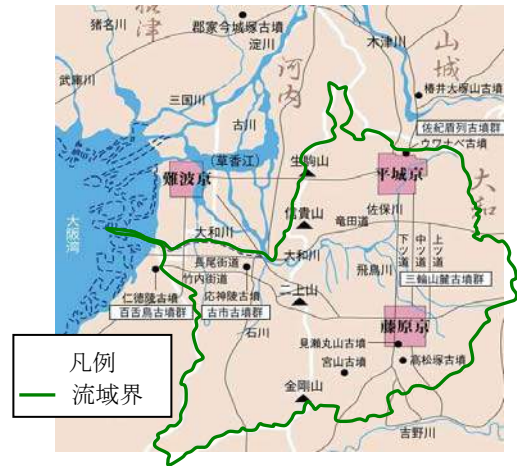 摂津
猪名川
郡家今城塚古墳
淀川
木津川
山城
河内
武庫川
三国川
椿井大塚山古墳
古川
佐紀盾列古墳群
ウワナベ古墳
(草香江)
生駒山
難波京
平城京
大和
大阪湾
信貴山
佐保川
竜田道
大和川
大和川
下ツ道
中ツ道
上ツ道
長尾街道
竹内街道
飛鳥川
三輪山麓古墳群
仁徳陵古墳
応神陵古墳
二上山
百舌鳥古墳群
古市古墳群
石川
藤原京
見瀬丸山古墳
宮山古墳
高松塚古墳
金剛山
吉野川
凡例
流域界